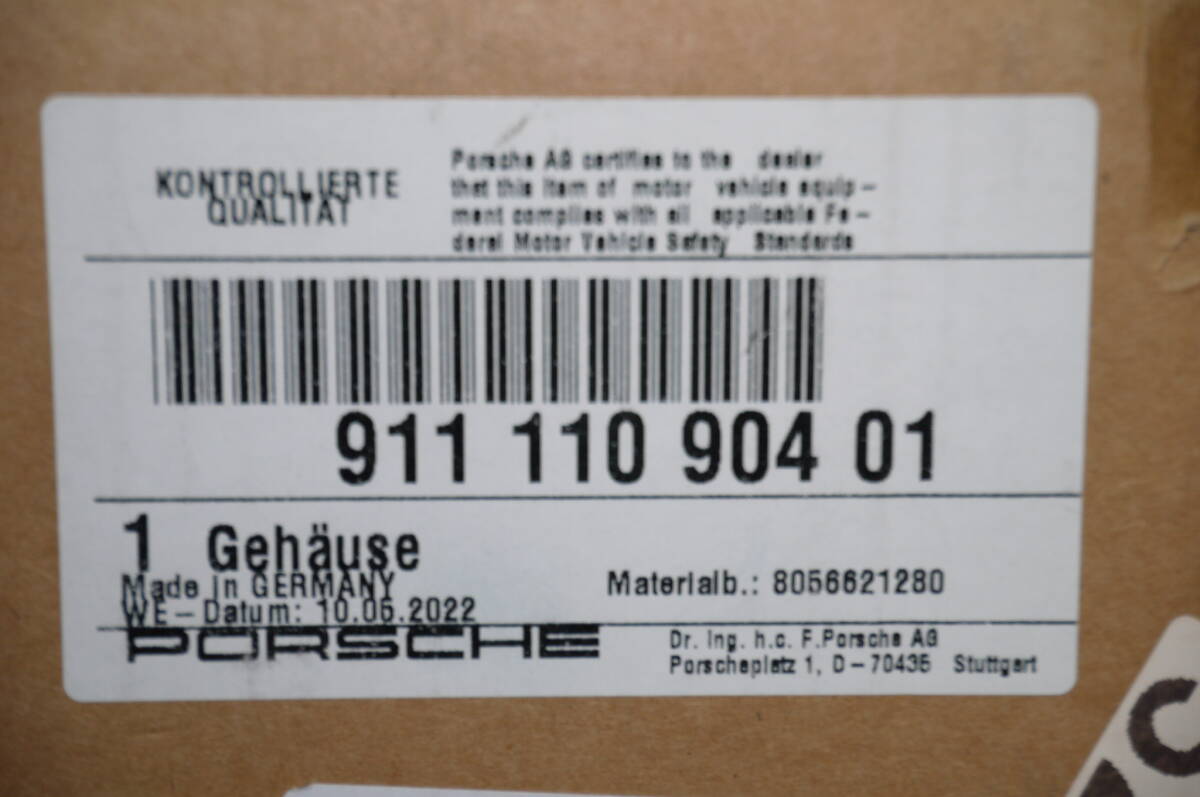 KONTROLLIERTE
QUALITÄT
Porsche AG certifies to the dealer
that this item of motor vehicle equip-
ment complies with all applicable Fe-
deral Motor Vehicle Safety Standards
911 110 904 01
1 Gehäuse
Made in GERMANY
WE-Datum: 10.06.2022
Materialb.: 8056621280
PORSCHE
Dr. Ing. h.c. F.Porsche AG
Porscheplatz 1, D-70435 Stuttgart